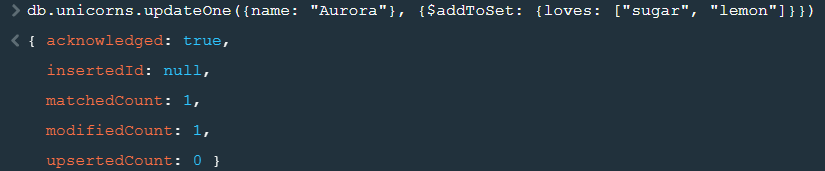 > db.unicorns.updateOne({name: "Aurora"}, {$addToSet: {loves: ["sugar", "lemon"]}})
< { acknowledged: true,
insertedId: null,
matchedCount: 1,
modifiedCount: 1,
upsertedCount: 0 }